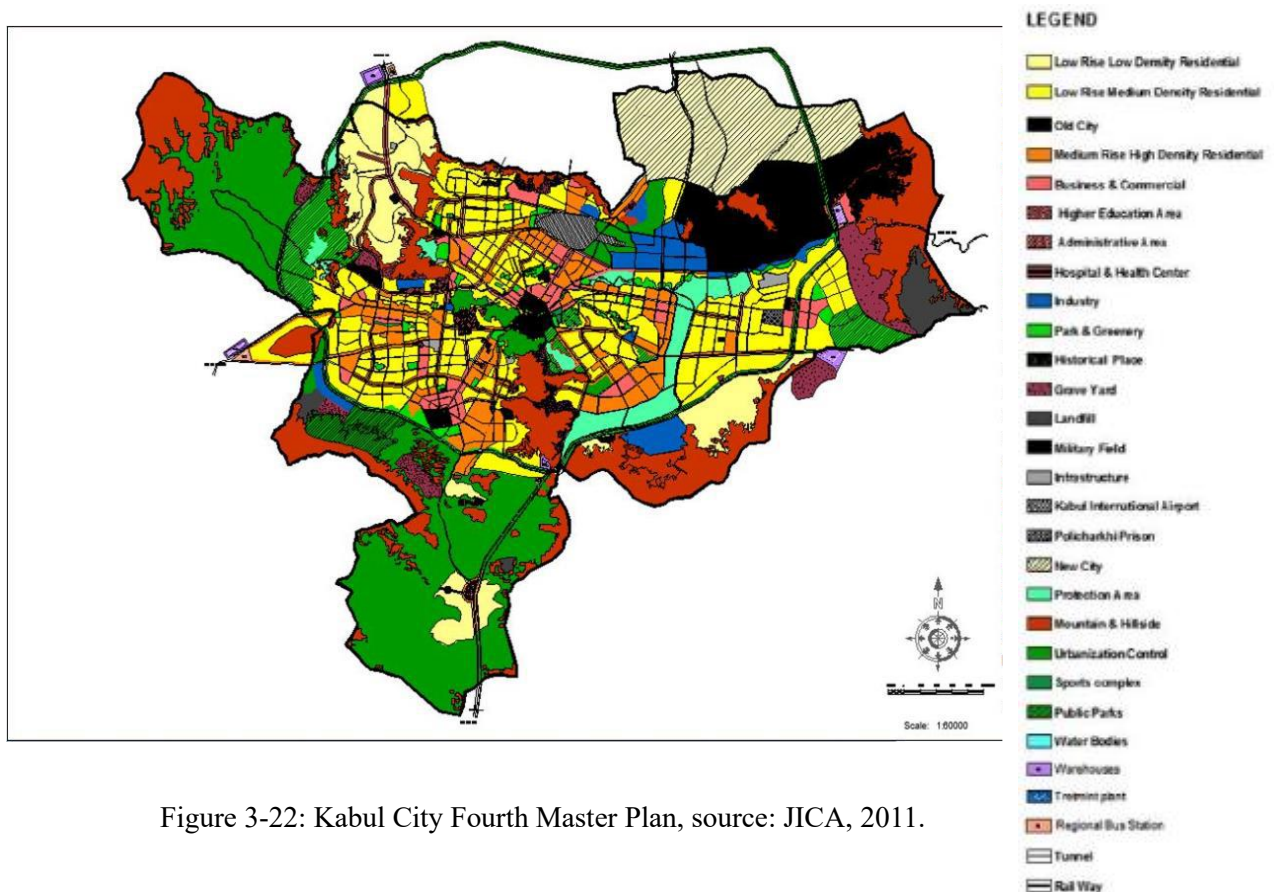 LEGEND
Low Rise Low Density Residential
Low Rise Medium Density Residential
Old City
Medium Rise High Density Residential
Business & Commercial
Higher Education Area
Administrative Area
Hospital & Health Center
Industry
Park & Greenery
Historical Place
Grave Yard
Landfill
Military Field
Infrastructure
Kabul International Airport
Policharkhi Prison
New City
Protection Area
Mountain & Hillside
Urbanization Control
Sports complex
Public Parks
Water Bodies
Warehouses
Tretmint plant
Regional Bus Station
Tunnel
Rail Way
N
Scale: 1:60000
Figure 3-22: Kabul City Fourth Master Plan, source: JICA, 2011.